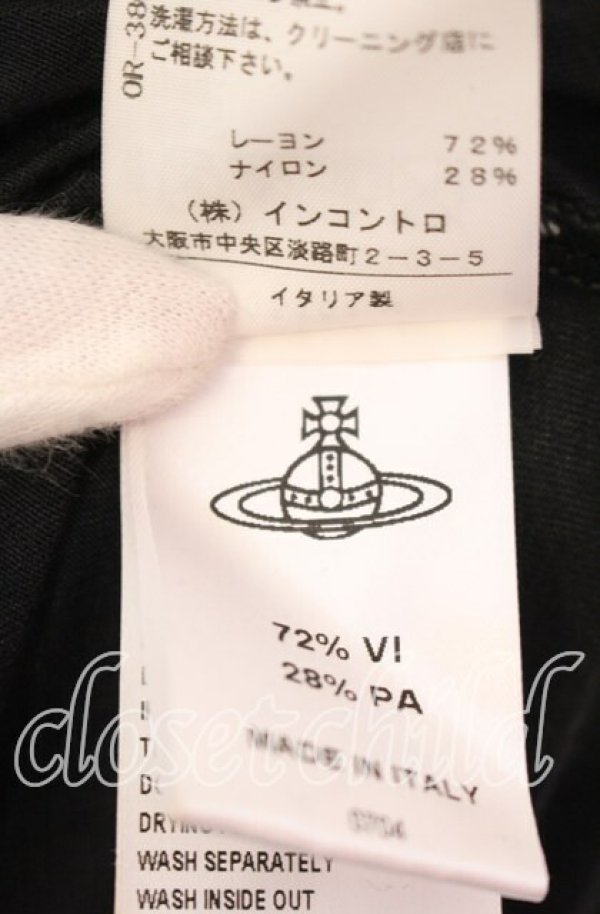 洗濯方法は、クリーニング店に
ご相談下さい。
OR-38
レーヨン 72%
ナイロン 28%
(株)インコントロ
大阪市中央区淡路町2-3-5
イタリア製
72% VI
28% PA
MADE IN ITALY
closetchild
WASH SEPARATELY
WASH INSIDE OUT